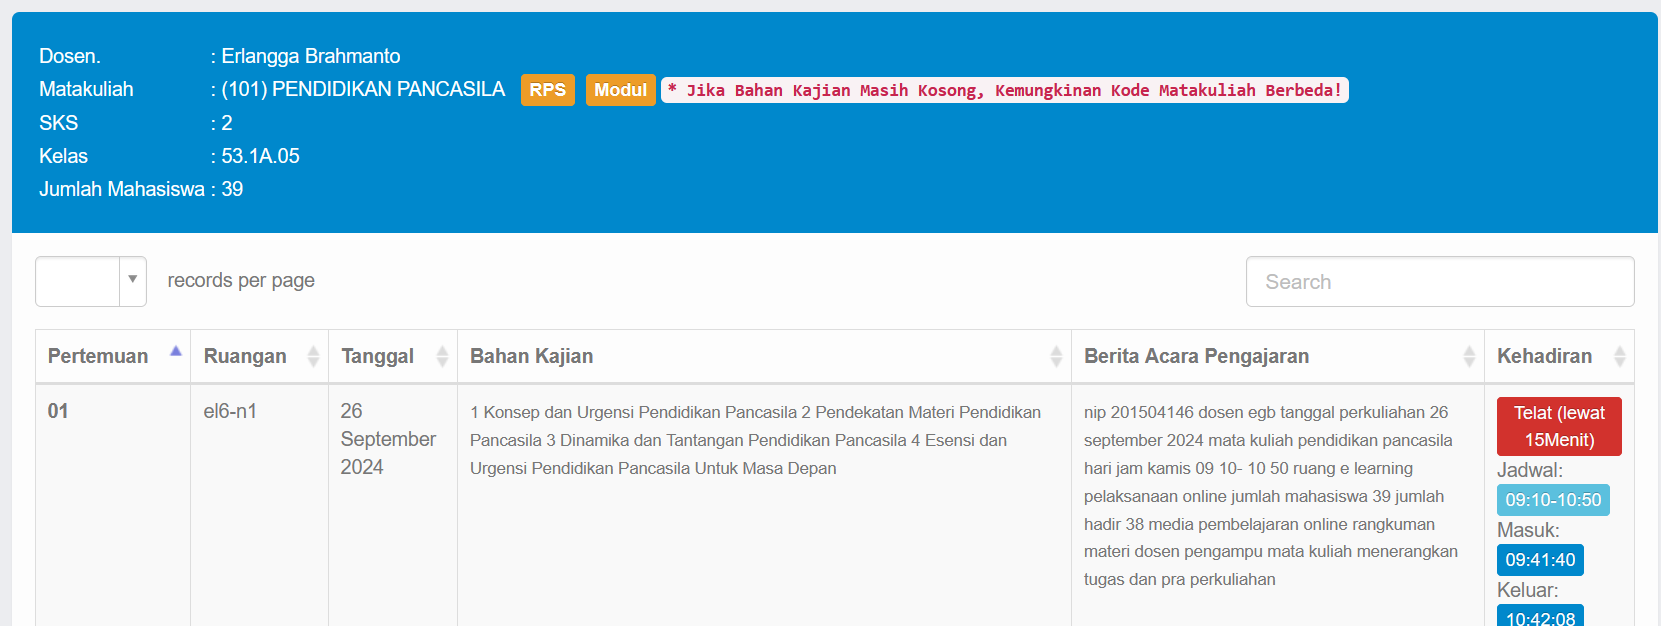 Dosen. : Erlangga Brahmanto
Matakuliah : (101) PENDIDIKAN PANCASILA RPS Modul * Jika Bahan Kajian Masih Kosong, Kemungkinan Kode Matakuliah Berbeda!
SKS : 2
Kelas : 53.1A.05
Jumlah Mahasiswa : 39
records per page
Search
Pertemuan Ruangan Tanggal Bahan Kajian Berita Acara Pengajaran Kehadiran
01
el6-n1
26
September
2024
1 Konsep dan Urgensi Pendidikan Pancasila 2 Pendekatan Materi Pendidikan
Pancasila 3 Dinamika dan Tantangan Pendidikan Pancasila 4 Esensi dan
Urgensi Pendidikan Pancasila Untuk Masa Depan
nip 201504146 dosen egb tanggal perkuliahan 26
september 2024 mata kuliah pendidikan pancasila
hari jam kamis 09 10- 10 50 ruang e learning
pelaksanaan online jumlah mahasiswa 39 jumlah
hadir 38 media pembelajaran online rangkuman
materi dosen pengampu mata kuliah menerangkan
tugas dan pra perkuliahan
Telat (lewat
15Menit)
Jadwal:
09:10-10:50
Masuk:
09:41:40
Keluar:
10:42:08